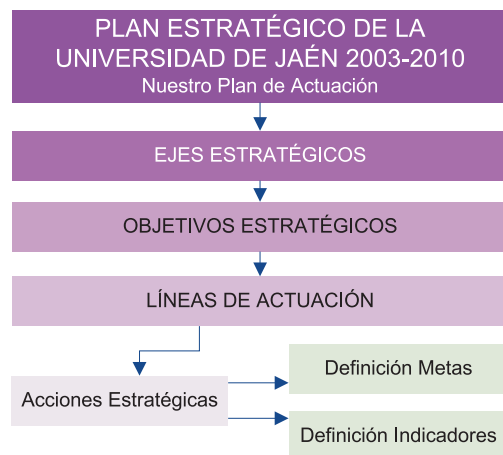 PLAN ESTRATÉGICO DE LA
UNIVERSIDAD DE JAÉN 2003-2010
Nuestro Plan de Actuación
EJES ESTRATÉGICOS
OBJETIVOS ESTRATÉGICOS
LÍNEAS DE ACTUACIÓN
Acciones Estratégicas
Definición Metas
Definición Indicadores